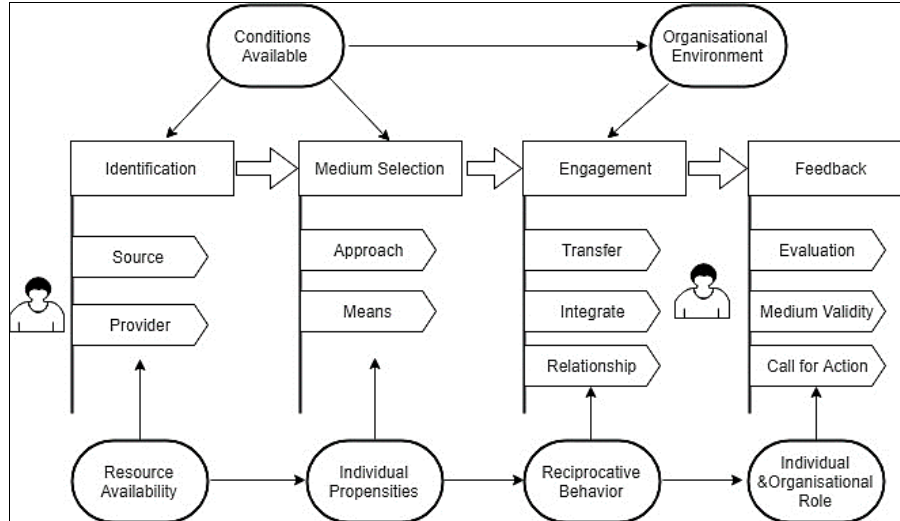 Conditions
Available
Organisational
Environment
Identification
Medium Selection
Engagement
Feedback
Source
Approach
Transfer
Evaluation
Provider
Means
Integrate
Medium Validity
Relationship
Call for Action
Resource
Availability
Individual
Propensities
Reciprocative
Behavior
Individual
&Organisational
Role